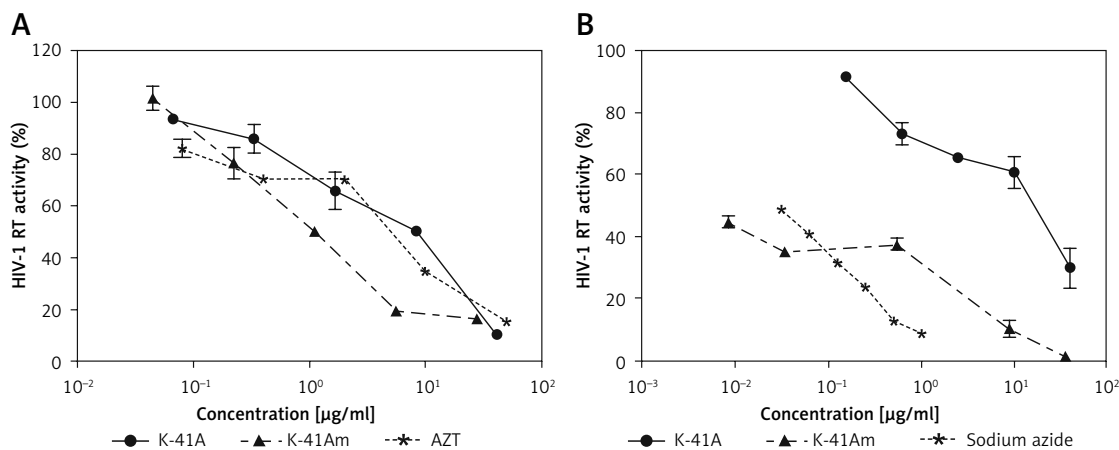 A
HIV-1 RT activity (%)
120
100
80
60
40
20
0
10⁻² 10⁻¹ 10⁰ 10¹ 10²
Concentration [µg/ml]
K-41A K-41Am AZT
B
HIV-1 RT activity (%)
100
80
60
40
20
0
10⁻³ 10⁻² 10⁻¹ 10⁰ 10¹ 10²
Concentration [µg/ml]
K-41A K-41Am Sodium azide